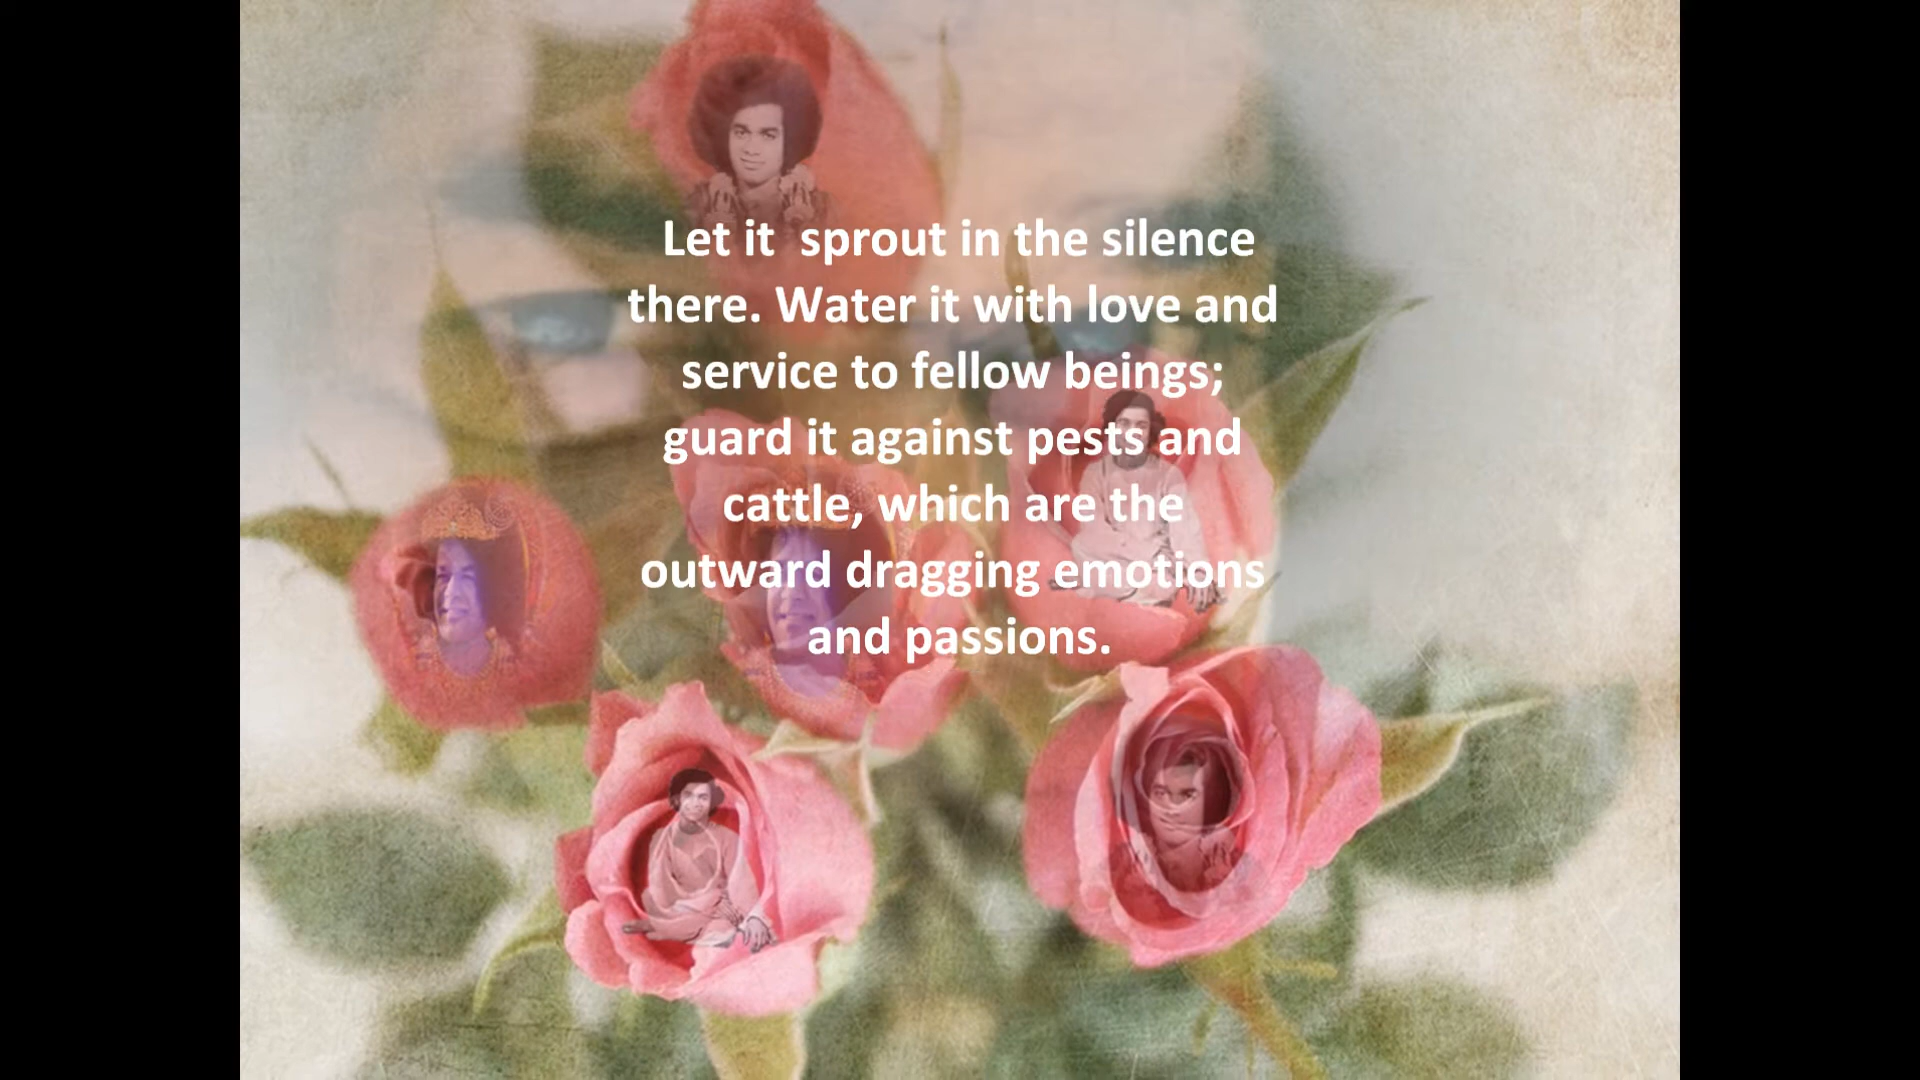 Let it  sprout in the silence
there. Water it with love and
service to fellow beings;
guard it against pests and
cattle, which are the
outward dragging emotions
and passions.